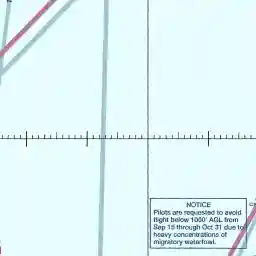 NOTICE
Pilots are requested to avoid
flight below 1000' AGL from
Sep 15 through Oct 31 due to
heavy concentrations of
migratory waterfowl.